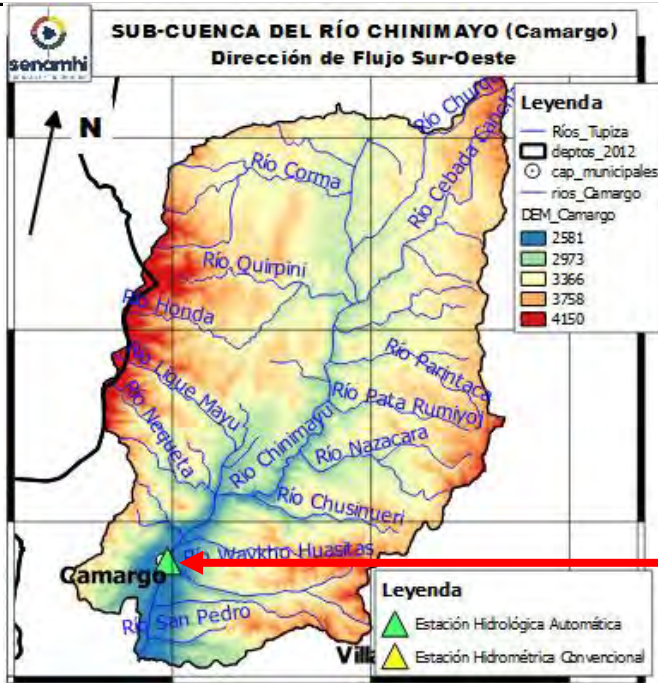 senamhi
SUB-CUENCA DEL RÍO CHINIMAYO (Camargo)
Dirección de Flujo Sur-Oeste
N
Leyenda
Ríos_Tupiza
deptos_2012
cap_municipales
rios_Camargo
DEM_Camargo
2581
2973
3366
3758
4150
Río Cebada Cancha
Río Corma
Río Quirpini
Río Honda
Río Parintaca
Río Lique Mayu
Río Pata Rumiyoj
Río Nequeta
Río Chinimayu
Río Nazacara
Río Chusinueri
Río Waykho Huasitas
Camargo
Río San Pedro
Leyenda
Estación Hidrológica Automática
Estación Hidrométrica Convencional